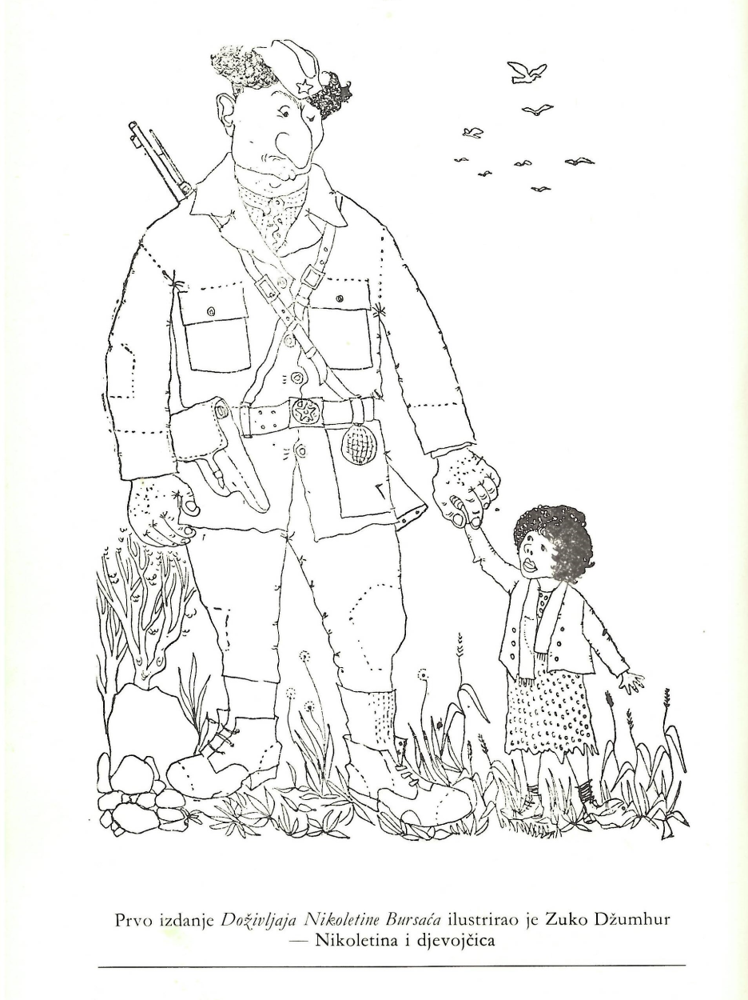 Prvo izdanje Doživljaja Nikoletine Bursaća ilustrirao je Zuko Džumhur
— Nikoletina i djevojčica